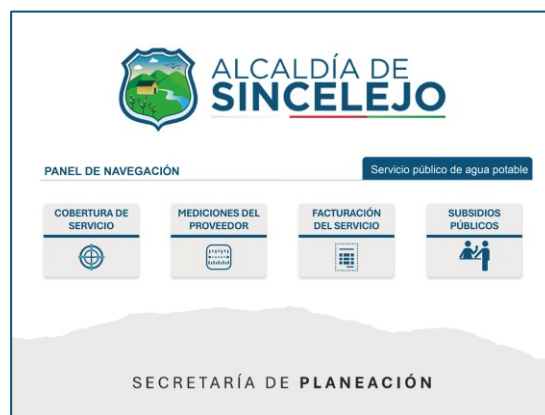 ALCALDÍA DE
SINCELEJO
PANEL DE NAVEGACIÓN
Servicio público de agua potable
COBERTURA DE
SERVICIO
MEDICIONES DEL
PROVEEDOR
FACTURACIÓN
DEL SERVICIO
SUBSIDIOS
PÚBLICOS
SECRETARÍA DE PLANEACIÓN